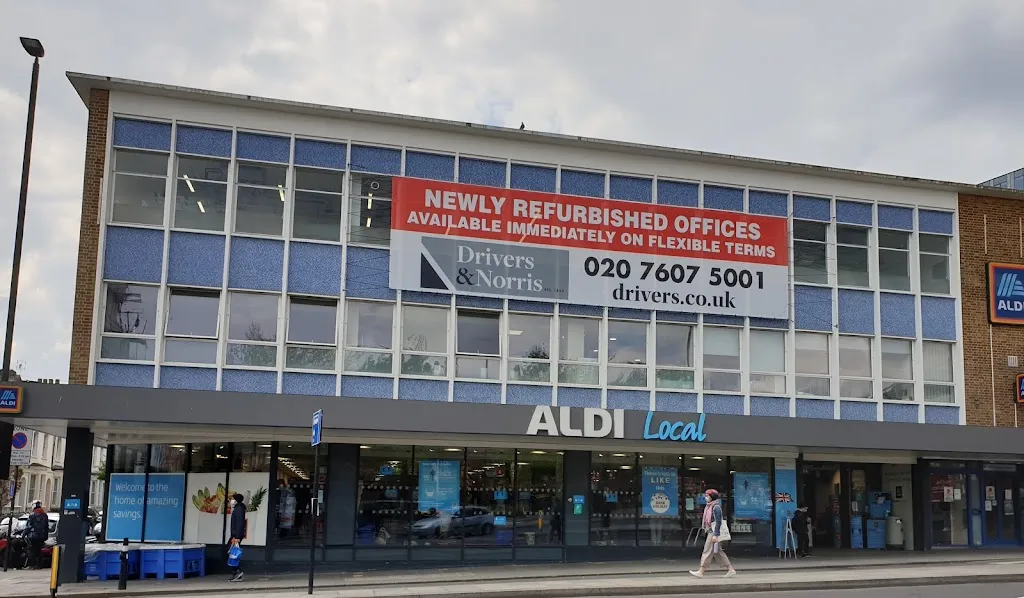 NEWLY REFURBISHED OFFICES
AVAILABLE IMMEDIATELY ON FLEXIBLE TERMS
Drivers
& Norris
020 7607 5001
drivers.co.uk
ALDI
ALDI
ALDI Local
Welcome to the
home of amazing
savings.
LIKE